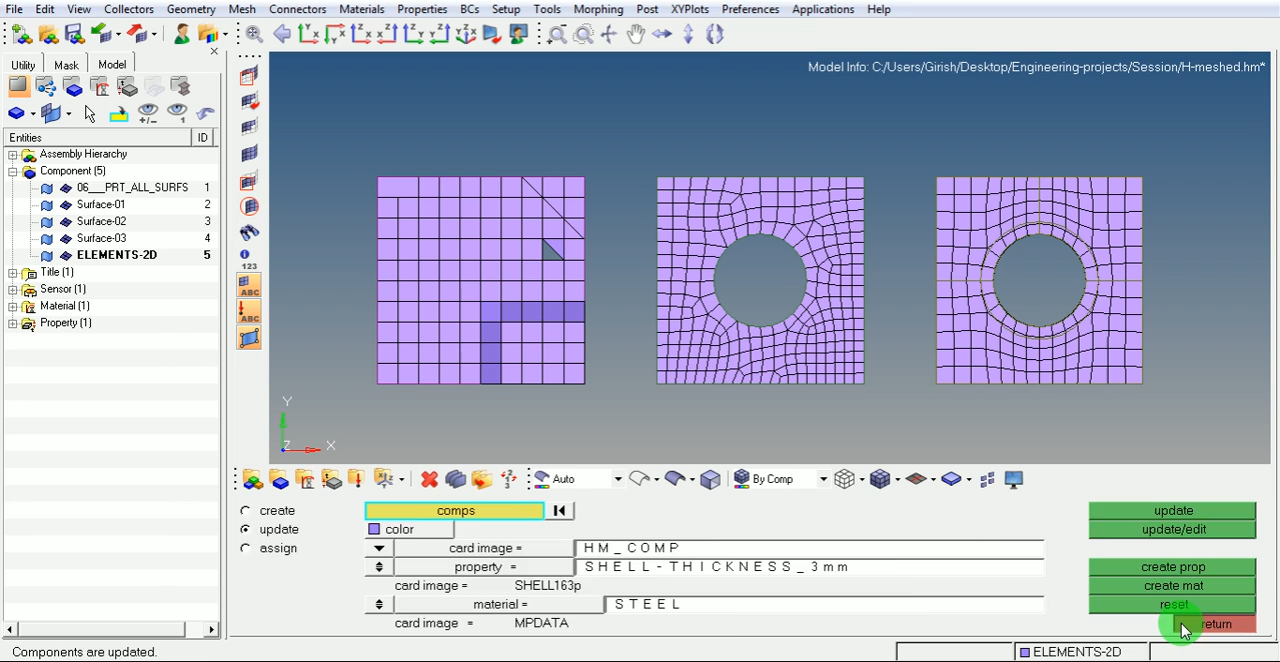 File Edit View Collectors Geometry Mesh Connectors Materials Properties BCs Setup Tools Morphing Post XYPlots Preferences Applications Help
Utility Mask Model
Model Info: C:/Users/Girish/Desktop/Engineering-projects/Session/H-meshed.hm*
Entities ID
Assembly Hierarchy
Component (5)
06___PRT_ALL_SURFS 1
Surface-01 2
Surface-02 3
Surface-03 4
ELEMENTS-2D 5
Title (1)
Sensor (1)
Material (1)
Property (1)
123
ABC
ABC
Y
Z X
Auto By Comp
create comps update
update color update/edit
assign card image = HM_COMP
property = SHELL-THICKNESS_3mm create prop
card image = SHELL163p create mat
material = STEEL reset
card image = MPDATA return
Components are updated. ELEMENTS-2D